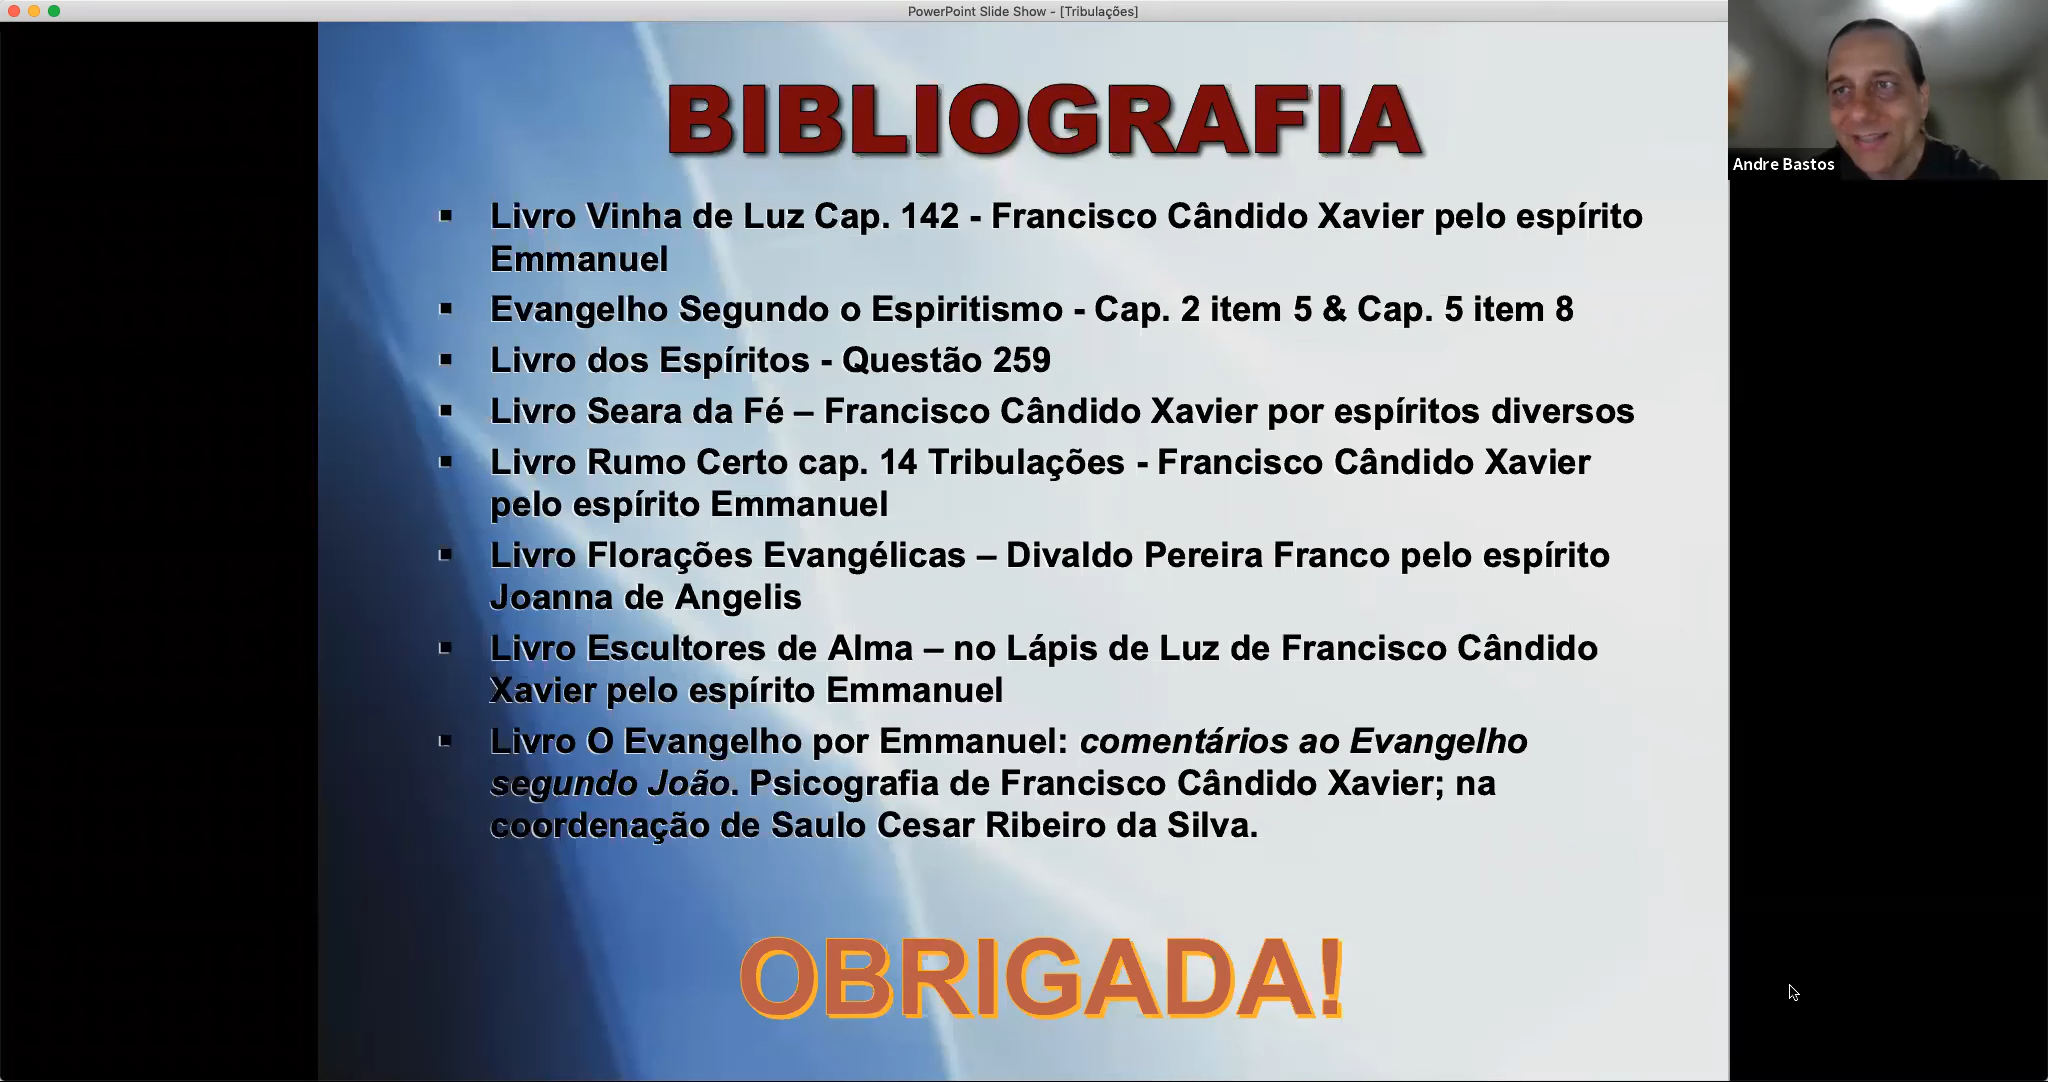 PowerPoint Slide Show - [Tribulações]
BIBLIOGRAFIA
Andre Bastos
▪ Livro Vinha de Luz Cap. 142 - Francisco Cândido Xavier pelo espírito
Emmanuel
▪ Evangelho Segundo o Espiritismo - Cap. 2 item 5 & Cap. 5 item 8
▪ Livro dos Espíritos - Questão 259
▪ Livro Seara da Fé – Francisco Cândido Xavier por espíritos diversos
▪ Livro Rumo Certo cap. 14 Tribulações - Francisco Cândido Xavier
pelo espírito Emmanuel
▪ Livro Florações Evangélicas – Divaldo Pereira Franco pelo espírito
Joanna de Angelis
▪ Livro Escultores de Alma – no Lápis de Luz de Francisco Cândido
Xavier pelo espírito Emmanuel
▪ Livro O Evangelho por Emmanuel: comentários ao Evangelho
segundo João. Psicografia de Francisco Cândido Xavier; na
coordenação de Saulo Cesar Ribeiro da Silva.
OBRIGADA!